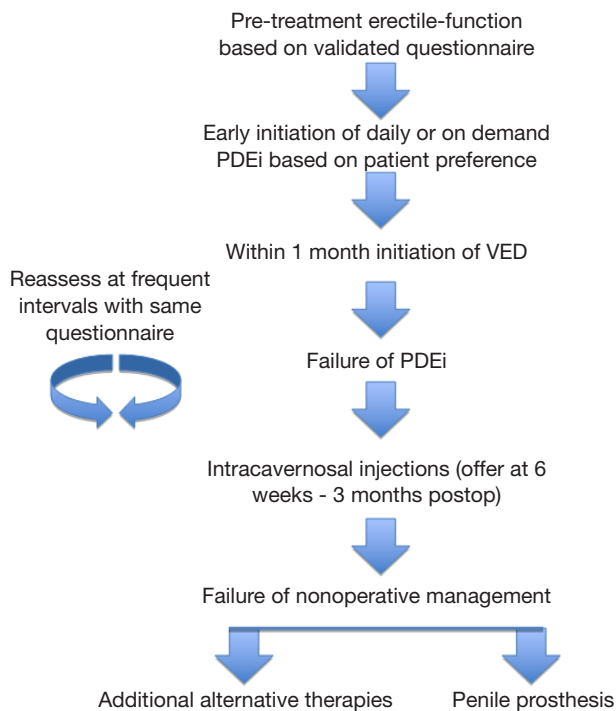 Pre-treatment erectile-function
based on validated questionnaire
Early initiation of daily or on demand
PDEi based on patient preference
Within 1 month initiation of VED
Reassess at frequent
intervals with same
questionnaire
Failure of PDEi
Intracavernosal injections (offer at 6
weeks - 3 months postop)
Failure of nonoperative management
Additional alternative therapies
Penile prosthesis